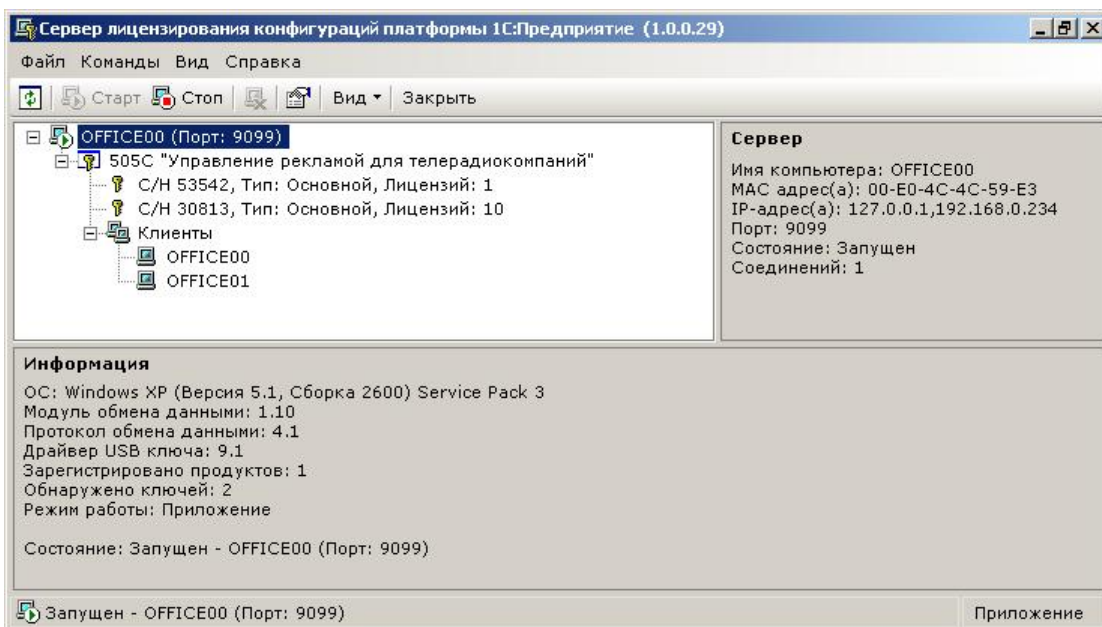 Сервер лицензирования конфигураций платформы 1С:Предприятие (1.0.0.29)
Файл Команды Вид Справка
Старт Стоп Вид Закрыть
OFFICE00 (Порт: 9099)
505C "Управление рекламой для телерадиокомпаний"
С/Н 53542, Тип: Основной, Лицензий: 1
С/Н 30813, Тип: Основной, Лицензий: 10
Клиенты
OFFICE00
OFFICE01
Сервер
Имя компьютера: OFFICE00
MAC адрес(а): 00-E0-4C-4C-59-E3
IP-адрес(а): 127.0.0.1,192.168.0.234
Порт: 9099
Состояние: Запущен
Соединений: 1
Информация
ОС: Windows XP (Версия 5.1, Сборка 2600) Service Pack 3
Модуль обмена данными: 1.10
Протокол обмена данными: 4.1
Драйвер USB ключа: 9.1
Зарегистрировано продуктов: 1
Обнаружено ключей: 2
Режим работы: Приложение
Состояние: Запущен - OFFICE00 (Порт: 9099)
Запущен - OFFICE00 (Порт: 9099)
Приложение